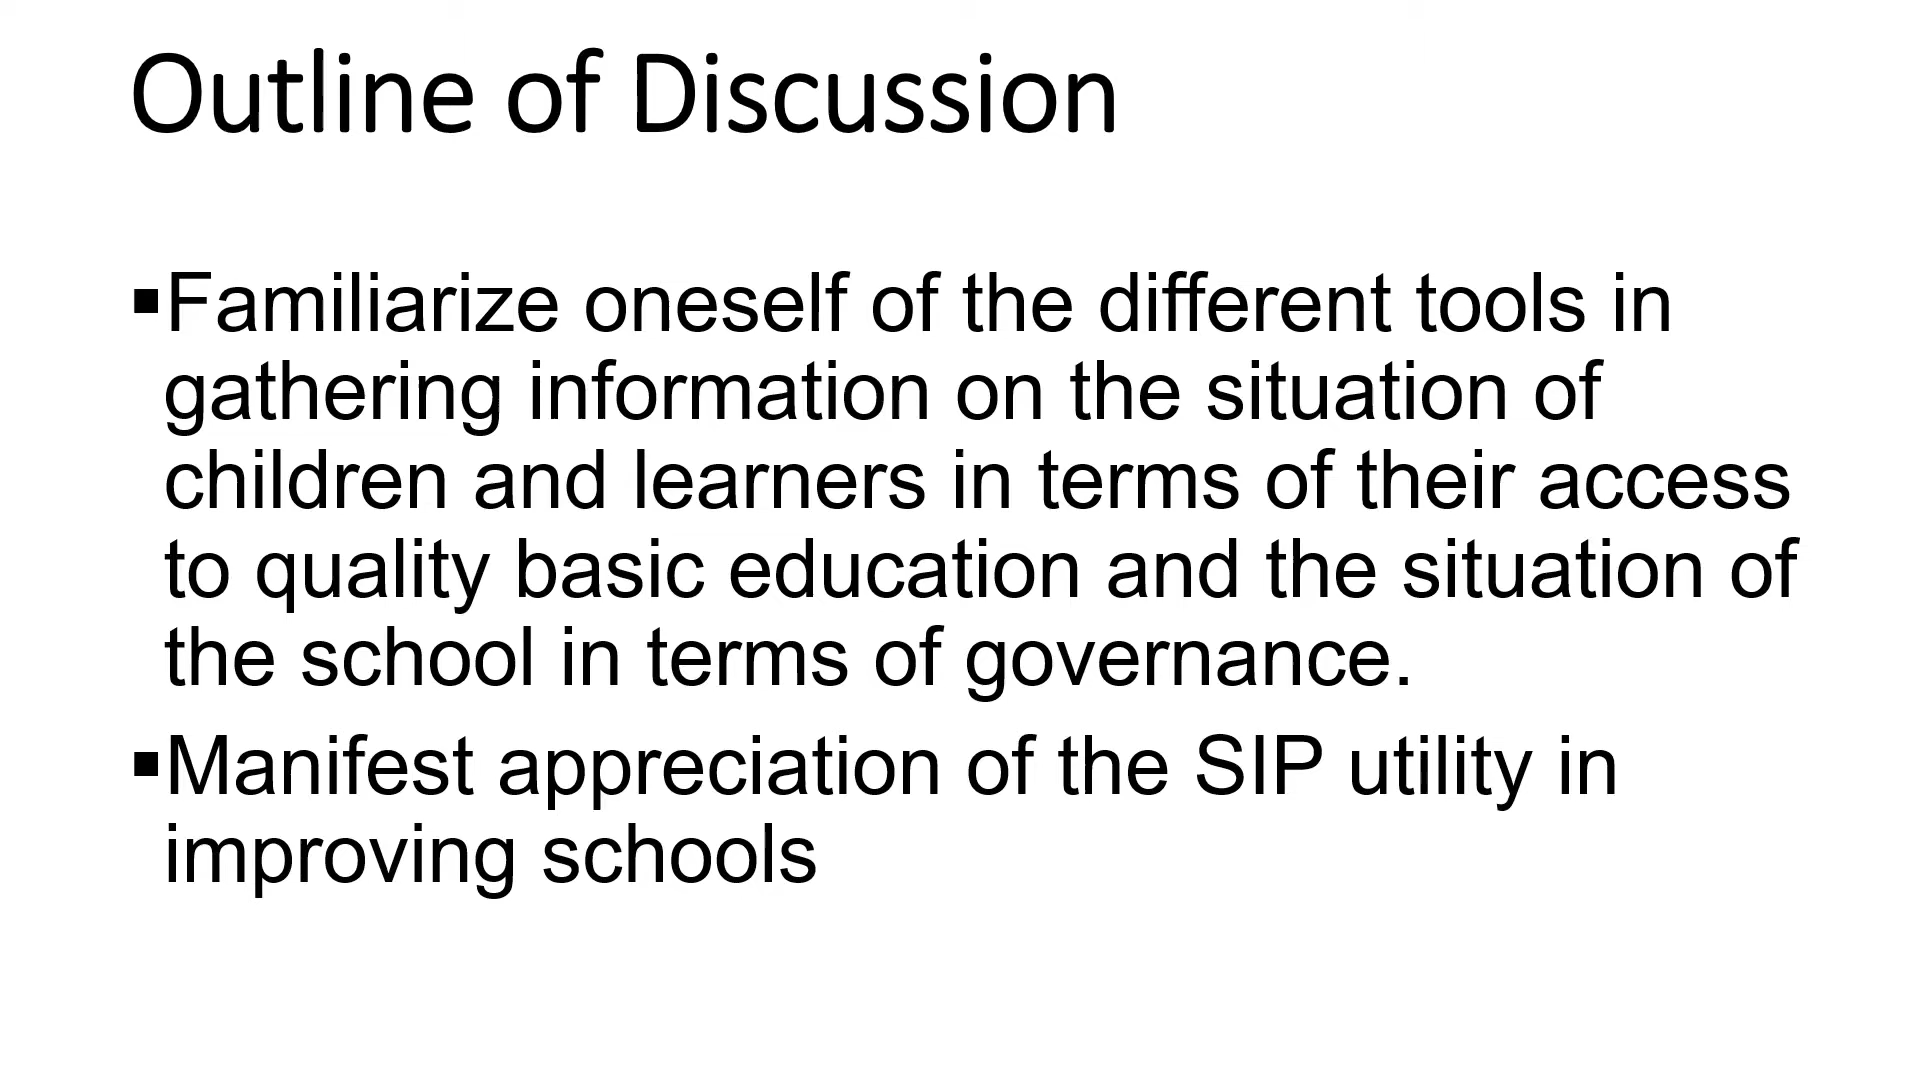 Outline of Discussion
▪Familiarize oneself of the different tools in
gathering information on the situation of
children and learners in terms of their access
to quality basic education and the situation of
the school in terms of governance.
▪Manifest appreciation of the SIP utility in
improving schools